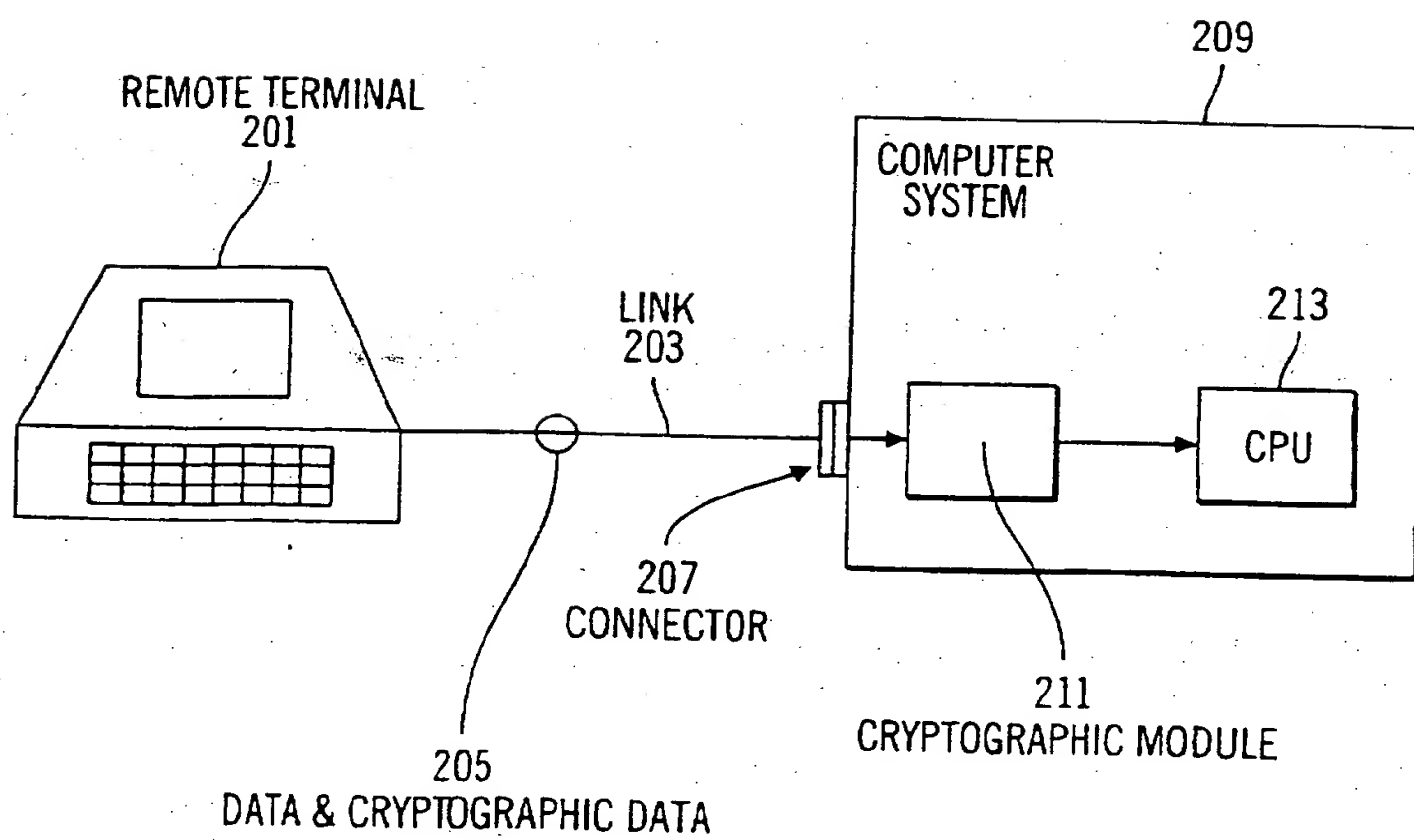 209
REMOTE TERMINAL
201
COMPUTER
SYSTEM
LINK
203
213
CPU
207
CONNECTOR
211
CRYPTOGRAPHIC MODULE
205
DATA & CRYPTOGRAPHIC DATA